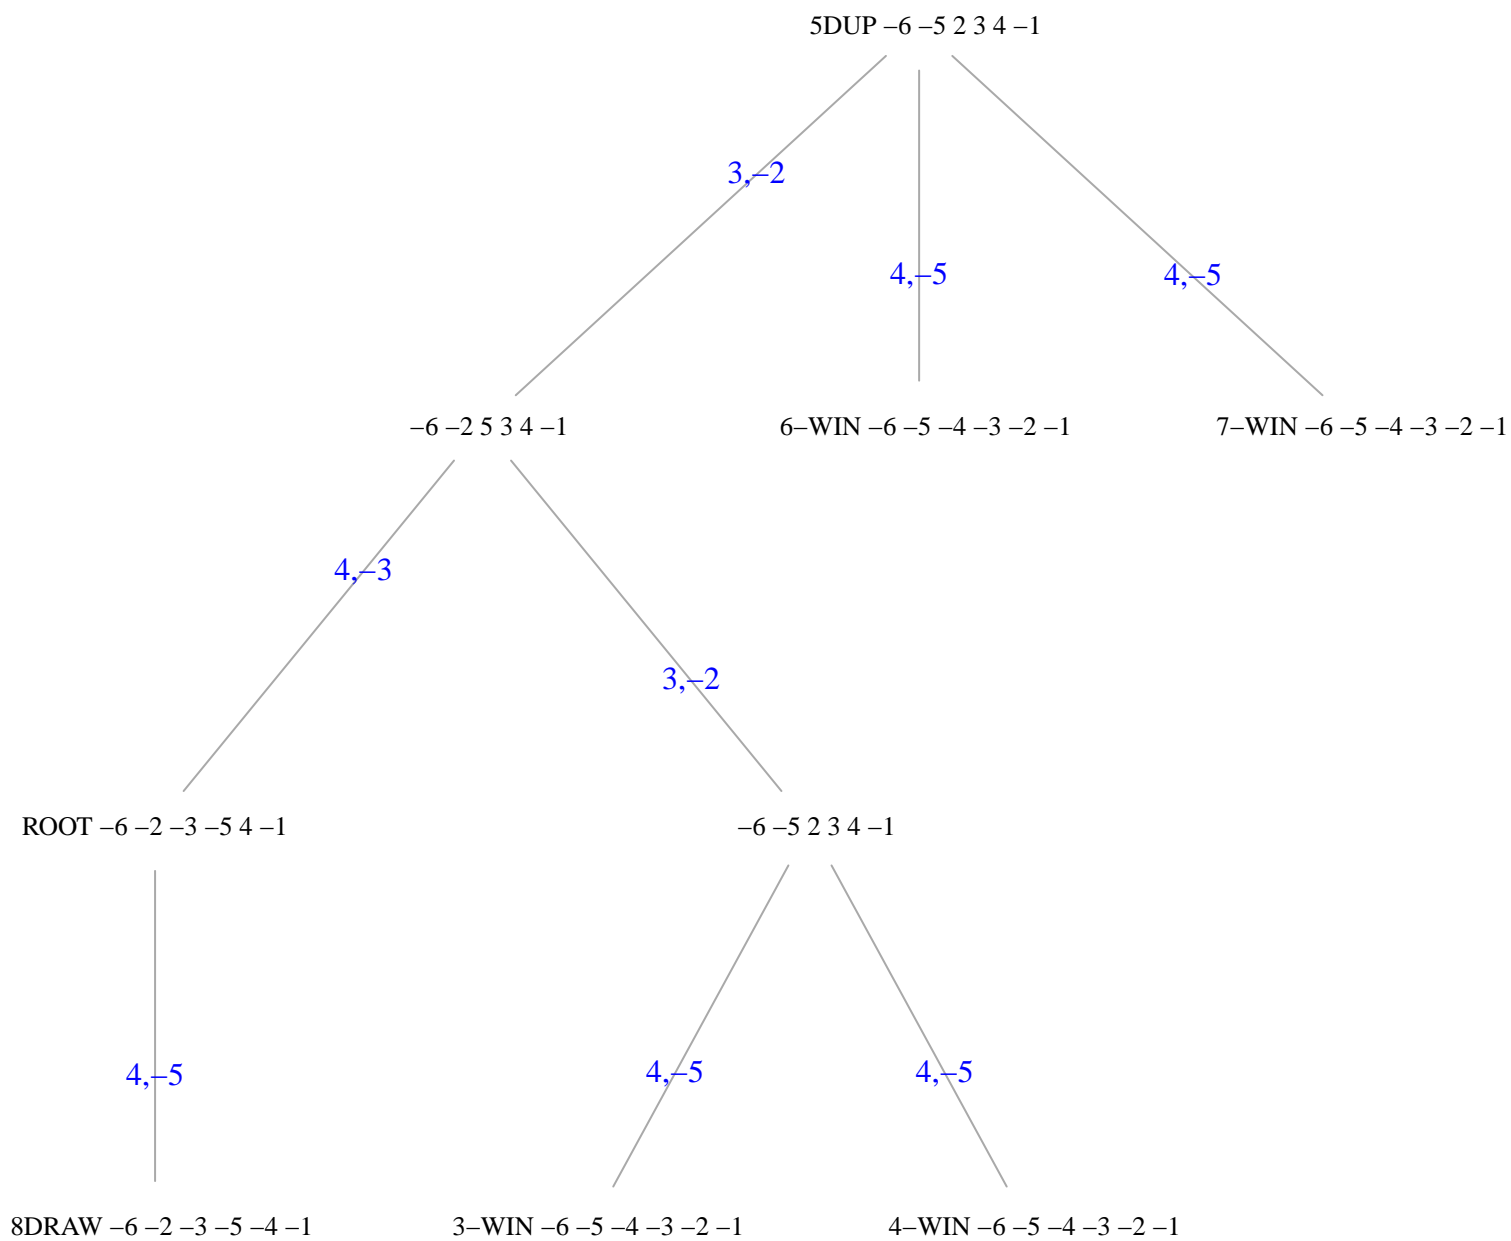 5DUP –6 –5 2 3 4 –1
3,–2
4,–5
4,–5
–6 –2 5 3 4 –1
6–WIN –6 –5 –4 –3 –2 –1
7–WIN –6 –5 –4 –3 –2 –1
4,–3
3,–2
ROOT –6 –2 –3 –5 4 –1
–6 –5 2 3 4 –1
4,–5
4,–5
4,–5
8DRAW –6 –2 –3 –5 –4 –1
3–WIN –6 –5 –4 –3 –2 –1
4–WIN –6 –5 –4 –3 –2 –1